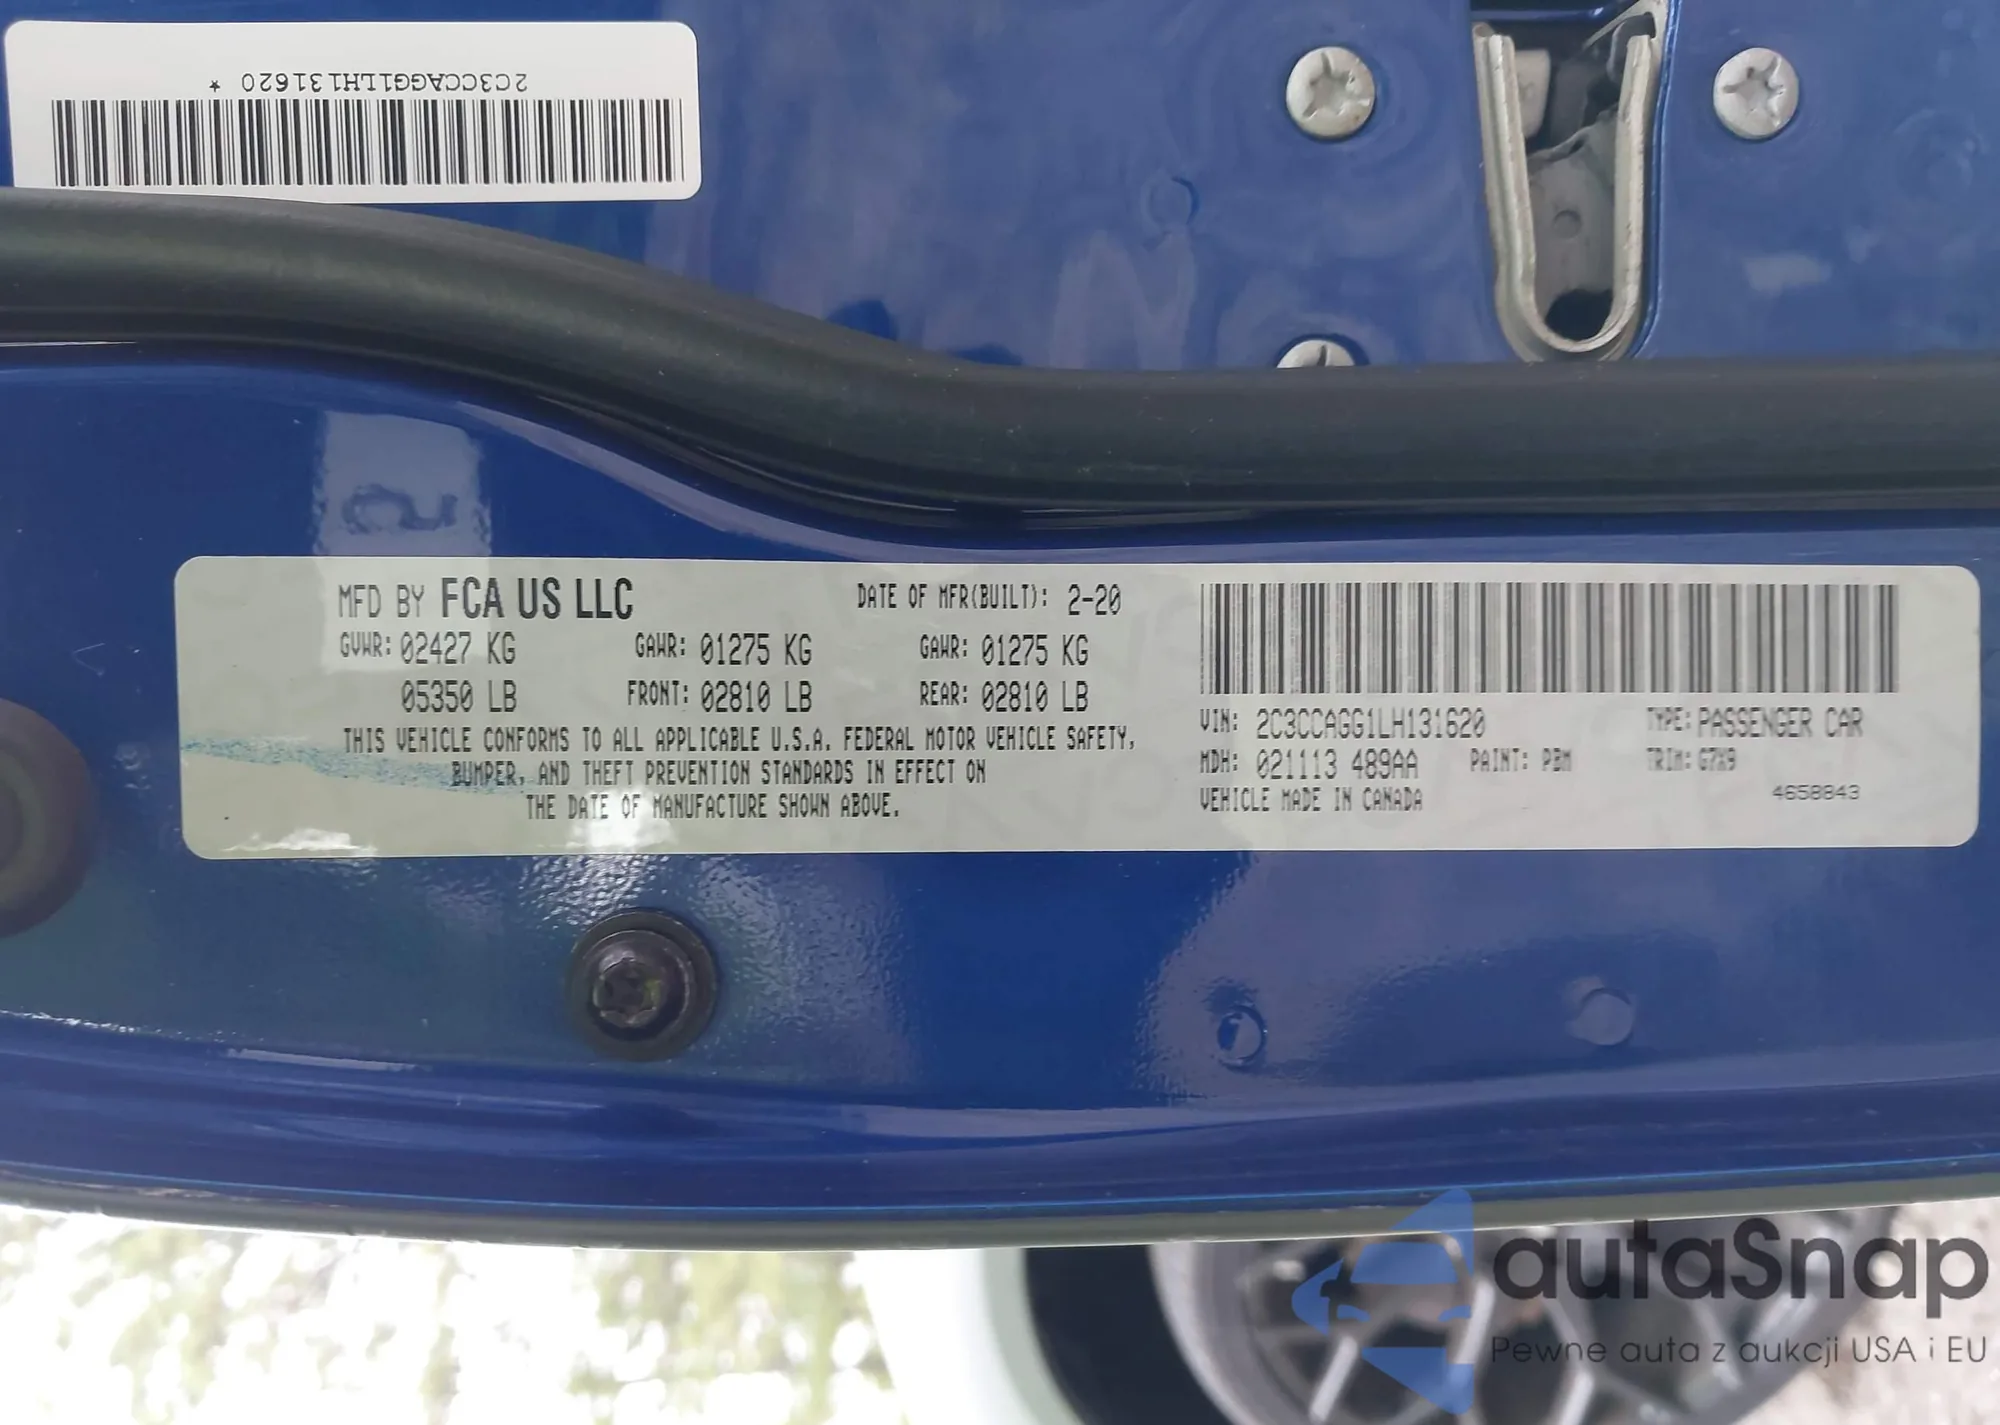 2C3CCAGG1LH131620 *
MFD BY FCA US LLC
DATE OF MFR(BUILT): 2-20
GVWR: 02427 KG
GAWR: 01275 KG
GAWR: 01275 KG
05350 LB
FRONT: 02810 LB
REAR: 02810 LB
THIS VEHICLE CONFORMS TO ALL APPLICABLE U.S.A. FEDERAL MOTOR VEHICLE SAFETY,
BUMPER, AND THEFT PREVENTION STANDARDS IN EFFECT ON
THE DATE OF MANUFACTURE SHOWN ABOVE.
VIN: 2C3CCAGG1LH131620
TYPE: PASSENGER CAR
MDH: 021113 489AA
PAINT: PBM
TRIM: G7X9
VEHICLE MADE IN CANADA
4658843
autaSnap
Pewne auta z aukcji USA i EU